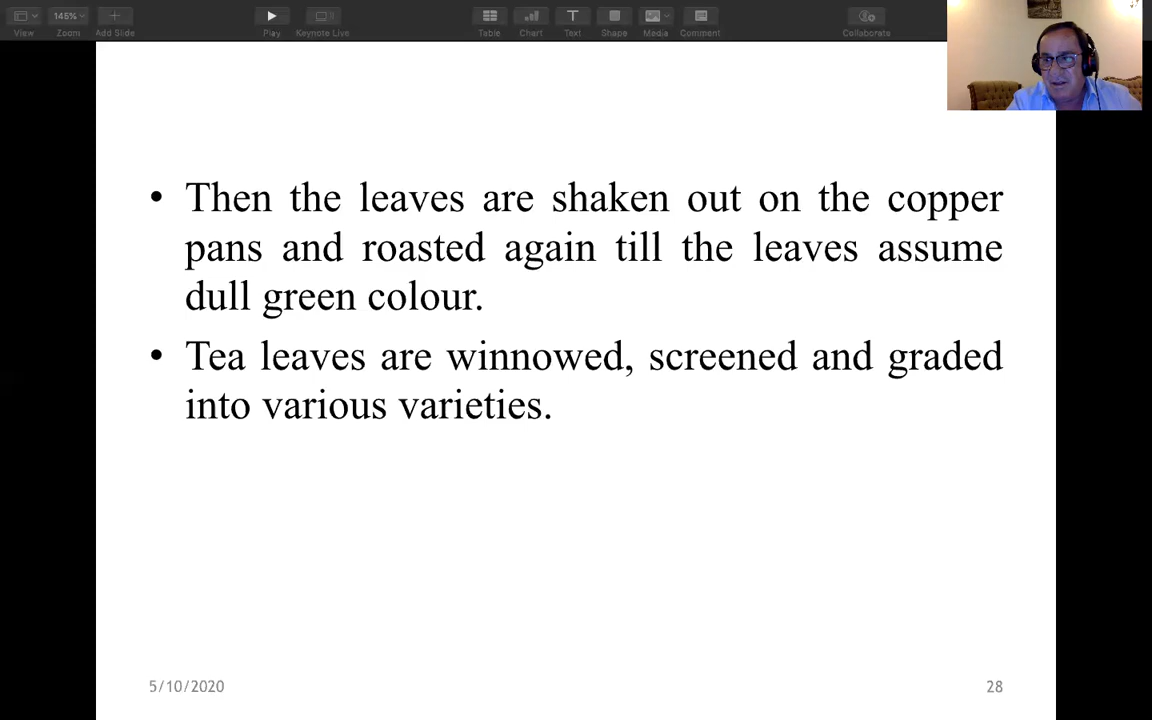 145%
View
Zoom
Add Slide
Play
Keynote Live
Table
Chart
Text
Shape
Media
Comment
Collaborate
• Then the leaves are shaken out on the copper
pans and roasted again till the leaves assume
dull green colour.
• Tea leaves are winnowed, screened and graded
into various varieties.
5/10/2020
28